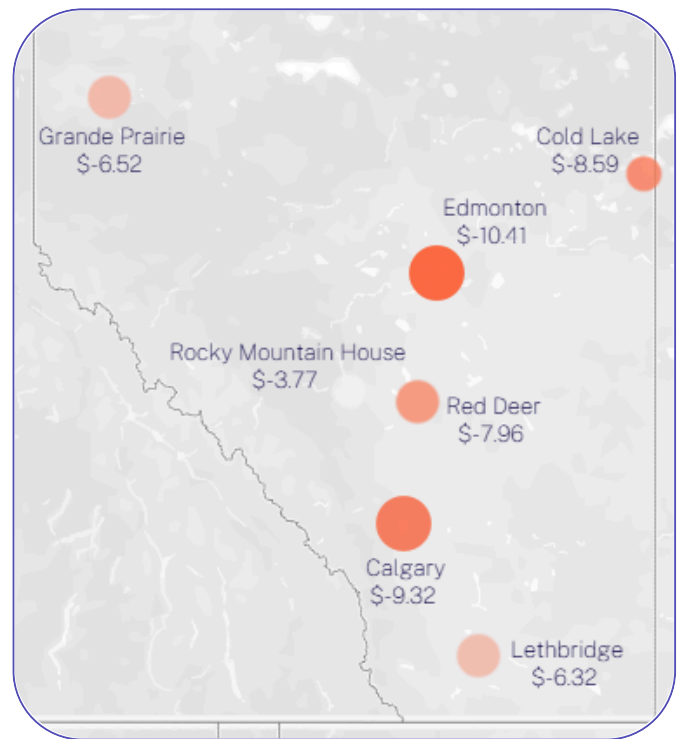 Grande Prairie
$-6.52
Cold Lake
$-8.59
Edmonton
$-10.41
Rocky Mountain House
$-3.77
Red Deer
$-7.96
Calgary
$-9.32
Lethbridge
$-6.32